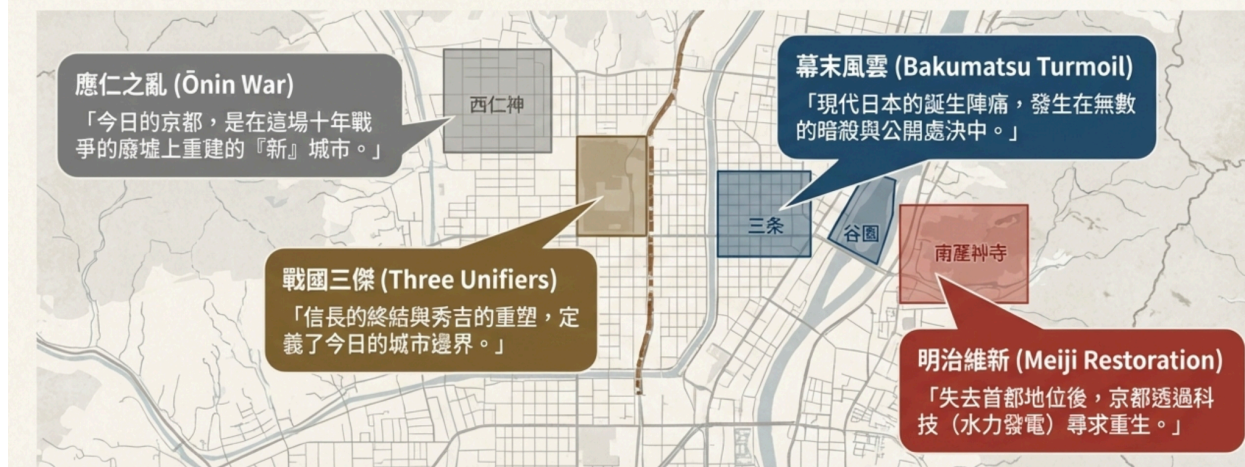 應仁之亂 (Ōnin War)
「今日的京都，是在這場十年戰
爭的廢墟上重建的『新』城市。」
西仁神
幕末風雲 (Bakumatsu Turmoil)
「現代日本的誕生陣痛，發生在無數
的暗殺與公開處決中。」
三条
谷園
戰國三傑 (Three Unifiers)
「信長的終結與秀吉的重塑，定
義了今日的城市邊界。」
明治維新 (Meiji Restoration)
「失去首都地位後，京都透過科
技（水力發電）尋求重生。」